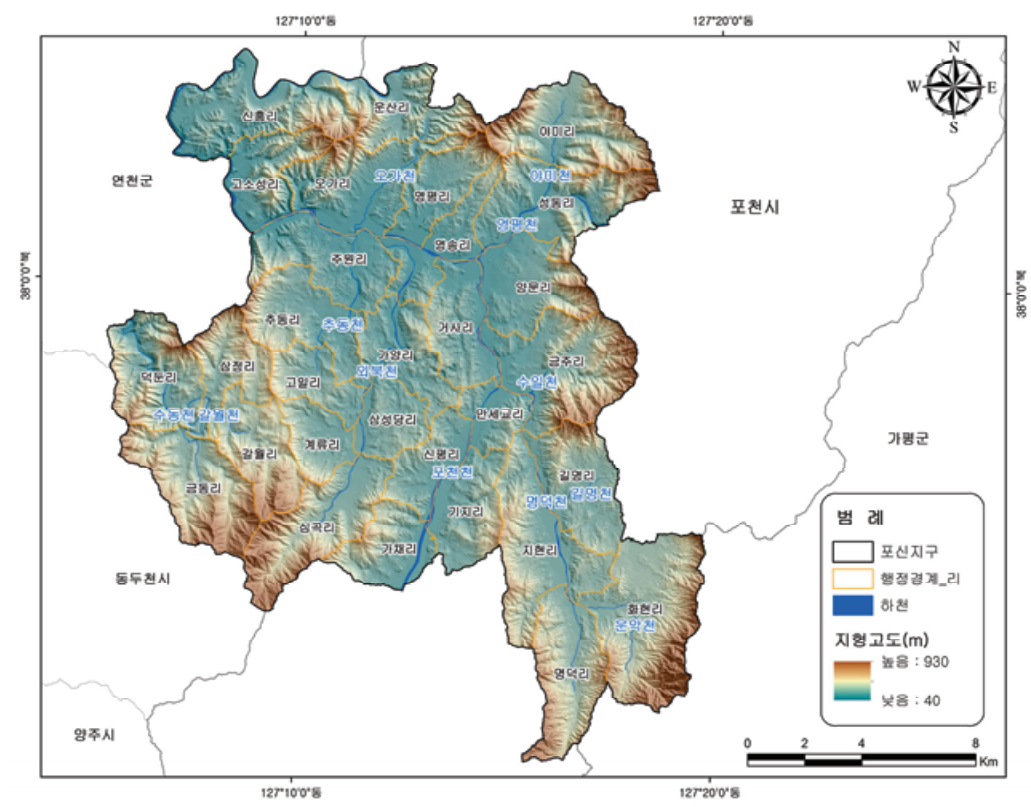 127°10'0"동
127°20'0"동
N
W
E
S
38°0'0"북
38°0'0"북
연천군
포천시
가평군
동두천시
양주시
신흥리
운산리
야미리
고소성리
오가리
오가천
영평리
야미천
성동리
영평천
영송리
주원리
양문리
추동리
추동천
거사리
가양리
외북천
금주리
삼정리
덕둔리
고일리
수일천
수동천
갈월천
삼성당리
만세교리
계류리
갈월리
신평리
포천천
금동리
길명리
길명천
명덕천
기지리
심곡리
가채리
지현리
화현리
운악천
명덕리
범 례
포신지구
행정경계_리
하천
지형고도(m)
높음 : 930
낮음 : 40
0
2
4
8
Km
127°10'0"동
127°20'0"동